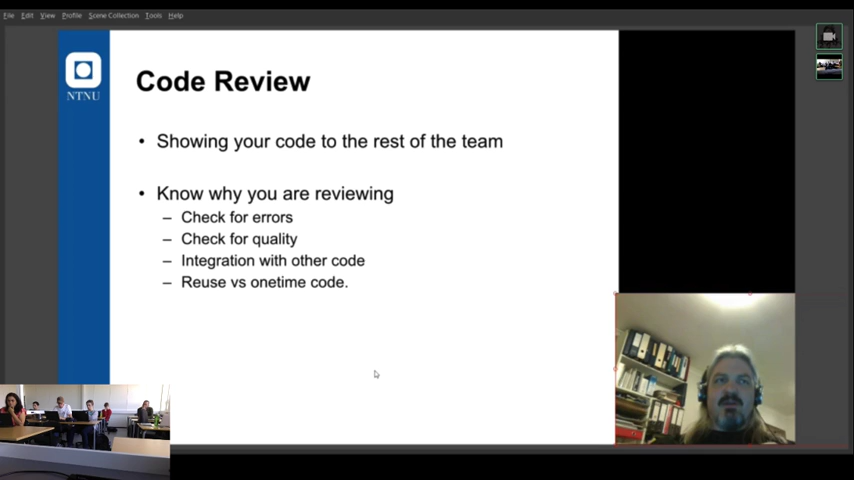 File Edit View Profile Scene Collection Tools Help
NTNU
Code Review
• Showing your code to the rest of the team
• Know why you are reviewing
– Check for errors
– Check for quality
– Integration with other code
– Reuse vs onetime code.